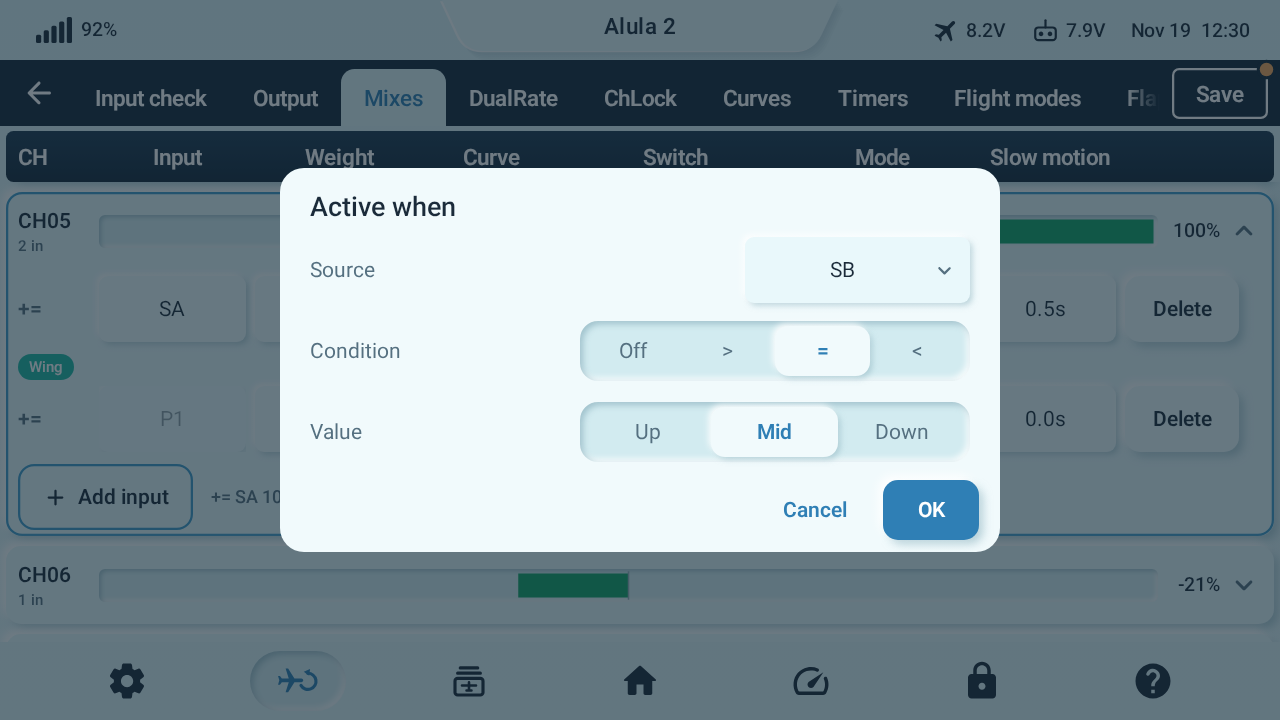 92%
Alula 2
8.2V
7.9V
Nov 19 12:30
Input check
Output
Mixes
DualRate
ChLock
Curves
Timers
Flight modes
Fla
Save
CH Input Weight Curve Switch Mode Slow motion
Active when
CH05
2 in
100%
Source
SB
+=
SA
0.5s
Delete
Condition
Off > = <
Wing
+=
P1
0.0s
Delete
Value
Up Mid Down
+ Add input
+= SA 10
Cancel
OK
CH06
1 in
-21%